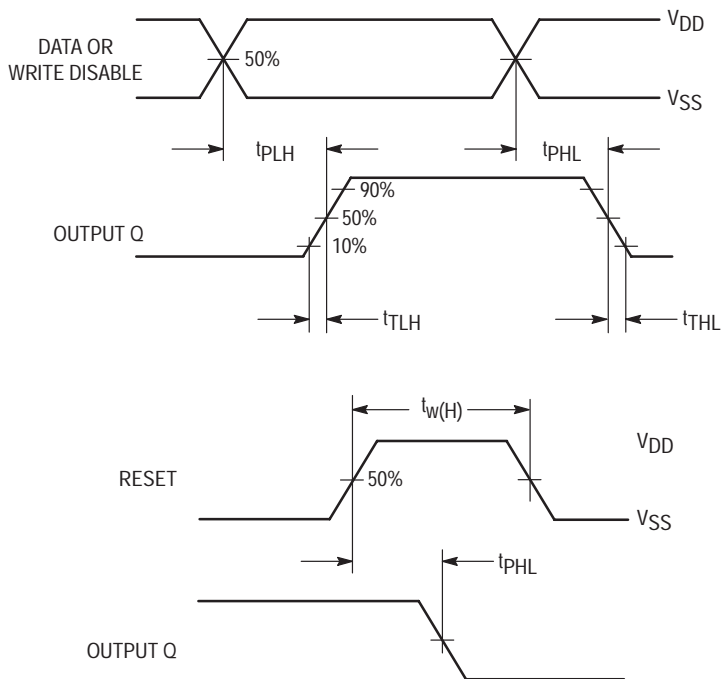 VDD
DATA OR
WRITE DISABLE
50%
VSS
tPLH
tPHL
90%
50%
OUTPUT Q
10%
tTLH
tTHL
tw(H)
VDD
RESET
50%
VSS
tPHL
OUTPUT Q